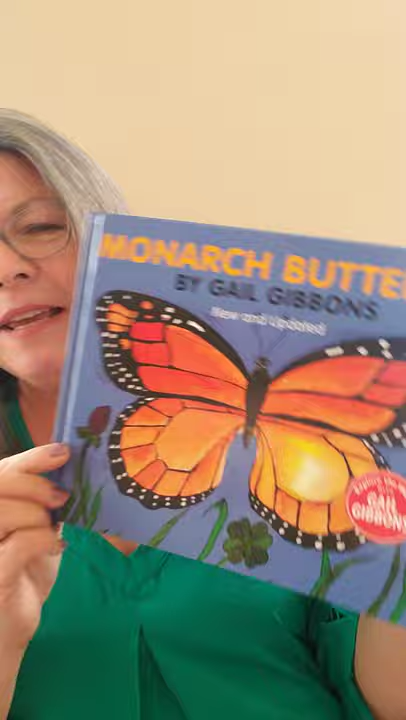 MONARCH BUTTE
BY GAIL GIBBONS
New and Updated
GAIL
GIBBONS